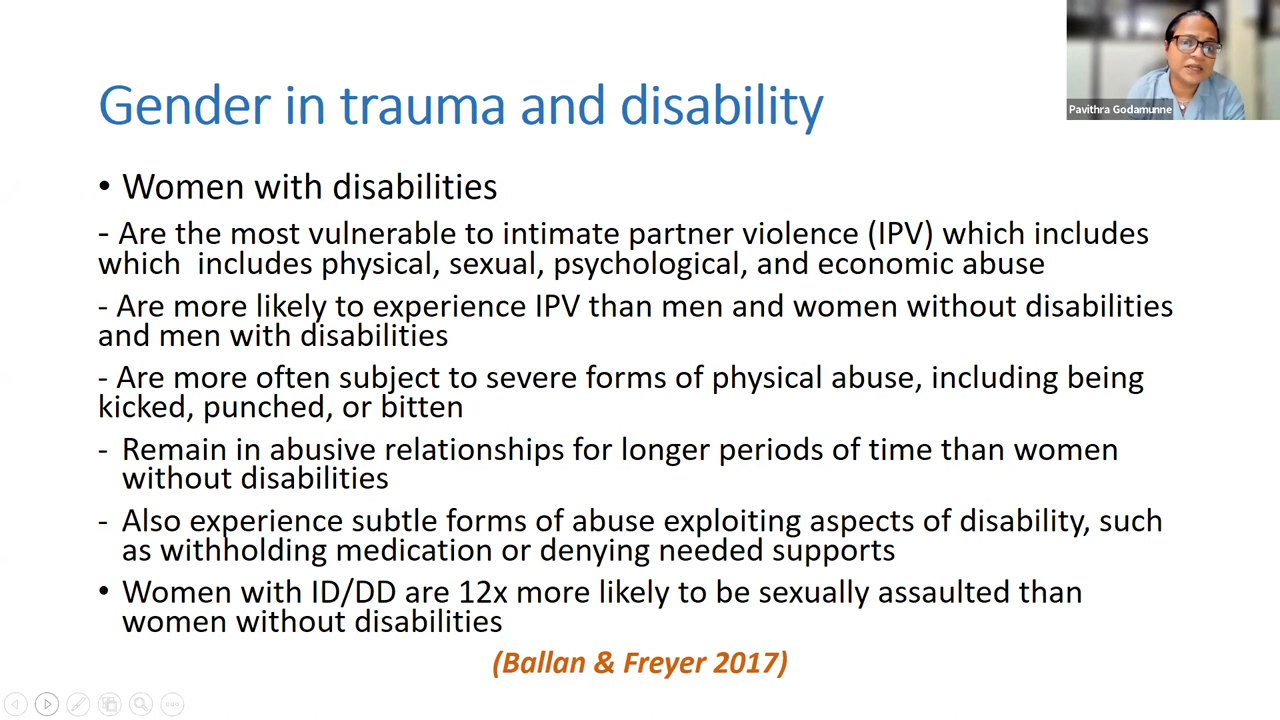 Pavithra Godamunne
Gender in trauma and disability
• Women with disabilities
- Are the most vulnerable to intimate partner violence (IPV) which includes
which  includes physical, sexual, psychological, and economic abuse
- Are more likely to experience IPV than men and women without disabilities
and men with disabilities
- Are more often subject to severe forms of physical abuse, including being
kicked, punched, or bitten
- Remain in abusive relationships for longer periods of time than women
without disabilities
- Also experience subtle forms of abuse exploiting aspects of disability, such
as withholding medication or denying needed supports
• Women with ID/DD are 12x more likely to be sexually assaulted than
women without disabilities
(Ballan & Freyer 2017)